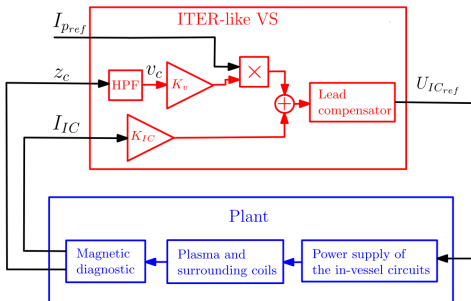 ITER-like VS
I_{p_{ref}}
z_c
HPF
v_c
K_v
×
+
Lead
compensator
U_{IC_{ref}}
I_{IC}
K_{IC}
Plant
Magnetic
diagnostic
Plasma and
surrounding coils
Power supply of
the in-vessel circuits